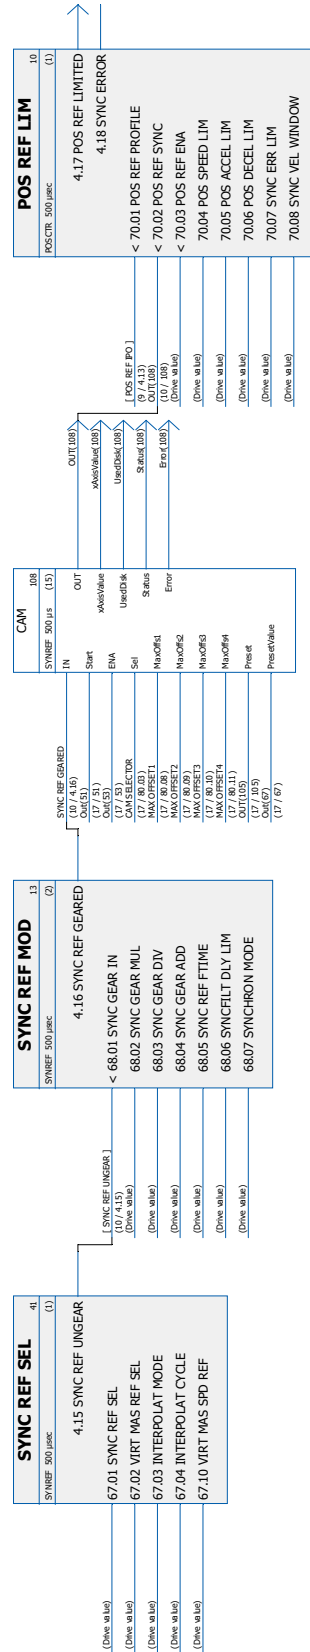 SYNC REF SEL
41
SYNREF 500 µsec
(1)
4.15 SYNC REF UNGEAR
67.01 SYNC REF SEL
67.02 VIRT MAS REF SEL
67.03 INTERPOLAT MODE
67.04 INTERPOLAT CYCLE
67.10 VIRT MAS SPD REF
(Drive value)
(Drive value)
(Drive value)
(Drive value)
(Drive value)
SYNC REF MOD
13
SYNREF 500 µsec
(2)
4.16 SYNC REF GEARED
< 68.01 SYNC GEAR IN
68.02 SYNC GEAR MUL
68.03 SYNC GEAR DIV
68.04 SYNC GEAR ADD
68.05 SYNC REF FTIME
68.06 SYNCFILT DLY LIM
68.07 SYNCHRON MODE
[ SYNC REF UNGEAR ]
(10 / 4.15)
(Drive value)
(Drive value)
(Drive value)
(Drive value)
(Drive value)
(Drive value)
CAM
108
SYNREF 500 µs
(15)
IN
OUT
Start
xAxisValue
ENA
UsedDisk
Sel
Status
MaxOffs1
Error
MaxOffs2
MaxOffs3
MaxOffs4
Preset
PresetValue
SYNC REF GEARED
(10 / 4.16)
Out(51)
(17 / 51)
Out(53)
(17 / 53)
CAM SELECTOR
(17 / 80.03)
MAX OFFSET1
(17 / 80.08)
MAX OFFSET2
(17 / 80.09)
MAX OFFSET3
(17 / 80.10)
MAX OFFSET4
(17 / 80.11)
OUT(105)
(17 / 105)
Out(67)
(17 / 67)
OUT(108)
xAxisValue(108)
UsedDisk(108)
Status(108)
Error(108)
POS REF LIM
10
POSCTR 500 µsec
(1)
4.17 POS REF LIMITED
4.18 SYNC ERROR
< 70.01 POS REF PROFILE
< 70.02 POS REF SYNC
< 70.03 POS REF ENA
70.04 POS SPEED LIM
70.05 POS ACCEL LIM
70.06 POS DECEL LIM
70.07 SYNC ERR LIM
70.08 SYNC VEL WINDOW
[ POS REF IPO ]
(9 / 4.13)
OUT(108)
(10 / 108)
(Drive value)
(Drive value)
(Drive value)
(Drive value)
(Drive value)
(Drive value)